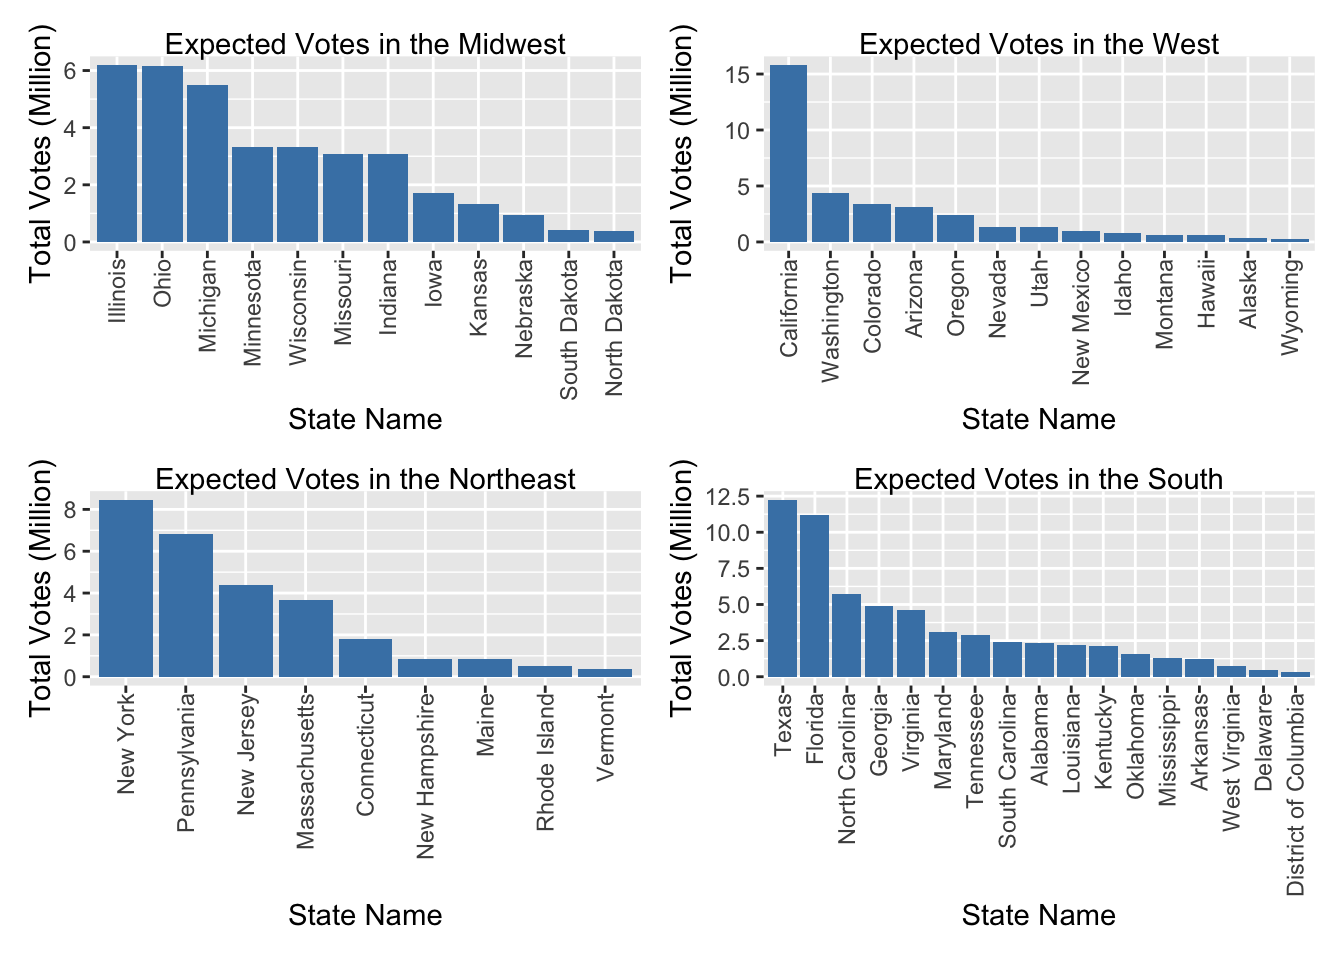 Expected Votes in the Midwest
Total Votes (Million)
6
4
2
0
Illinois
Ohio
Michigan
Minnesota
Wisconsin
Missouri
Indiana
Iowa
Kansas
Nebraska
South Dakota
North Dakota
State Name
Expected Votes in the West
Total Votes (Million)
15
10
5
0
California
Washington
Colorado
Arizona
Oregon
Nevada
Utah
New Mexico
Idaho
Montana
Hawaii
Alaska
Wyoming
State Name
Expected Votes in the Northeast
Total Votes (Million)
8
6
4
2
0
New York
Pennsylvania
New Jersey
Massachusetts
Connecticut
New Hampshire
Maine
Rhode Island
Vermont
State Name
Expected Votes in the South
Total Votes (Million)
12.5
10.0
7.5
5.0
2.5
0.0
Texas
Florida
North Carolina
Georgia
Virginia
Maryland
Tennessee
South Carolina
Alabama
Louisiana
Kentucky
Oklahoma
Mississippi
Arkansas
West Virginia
Delaware
District of Columbia
State Name